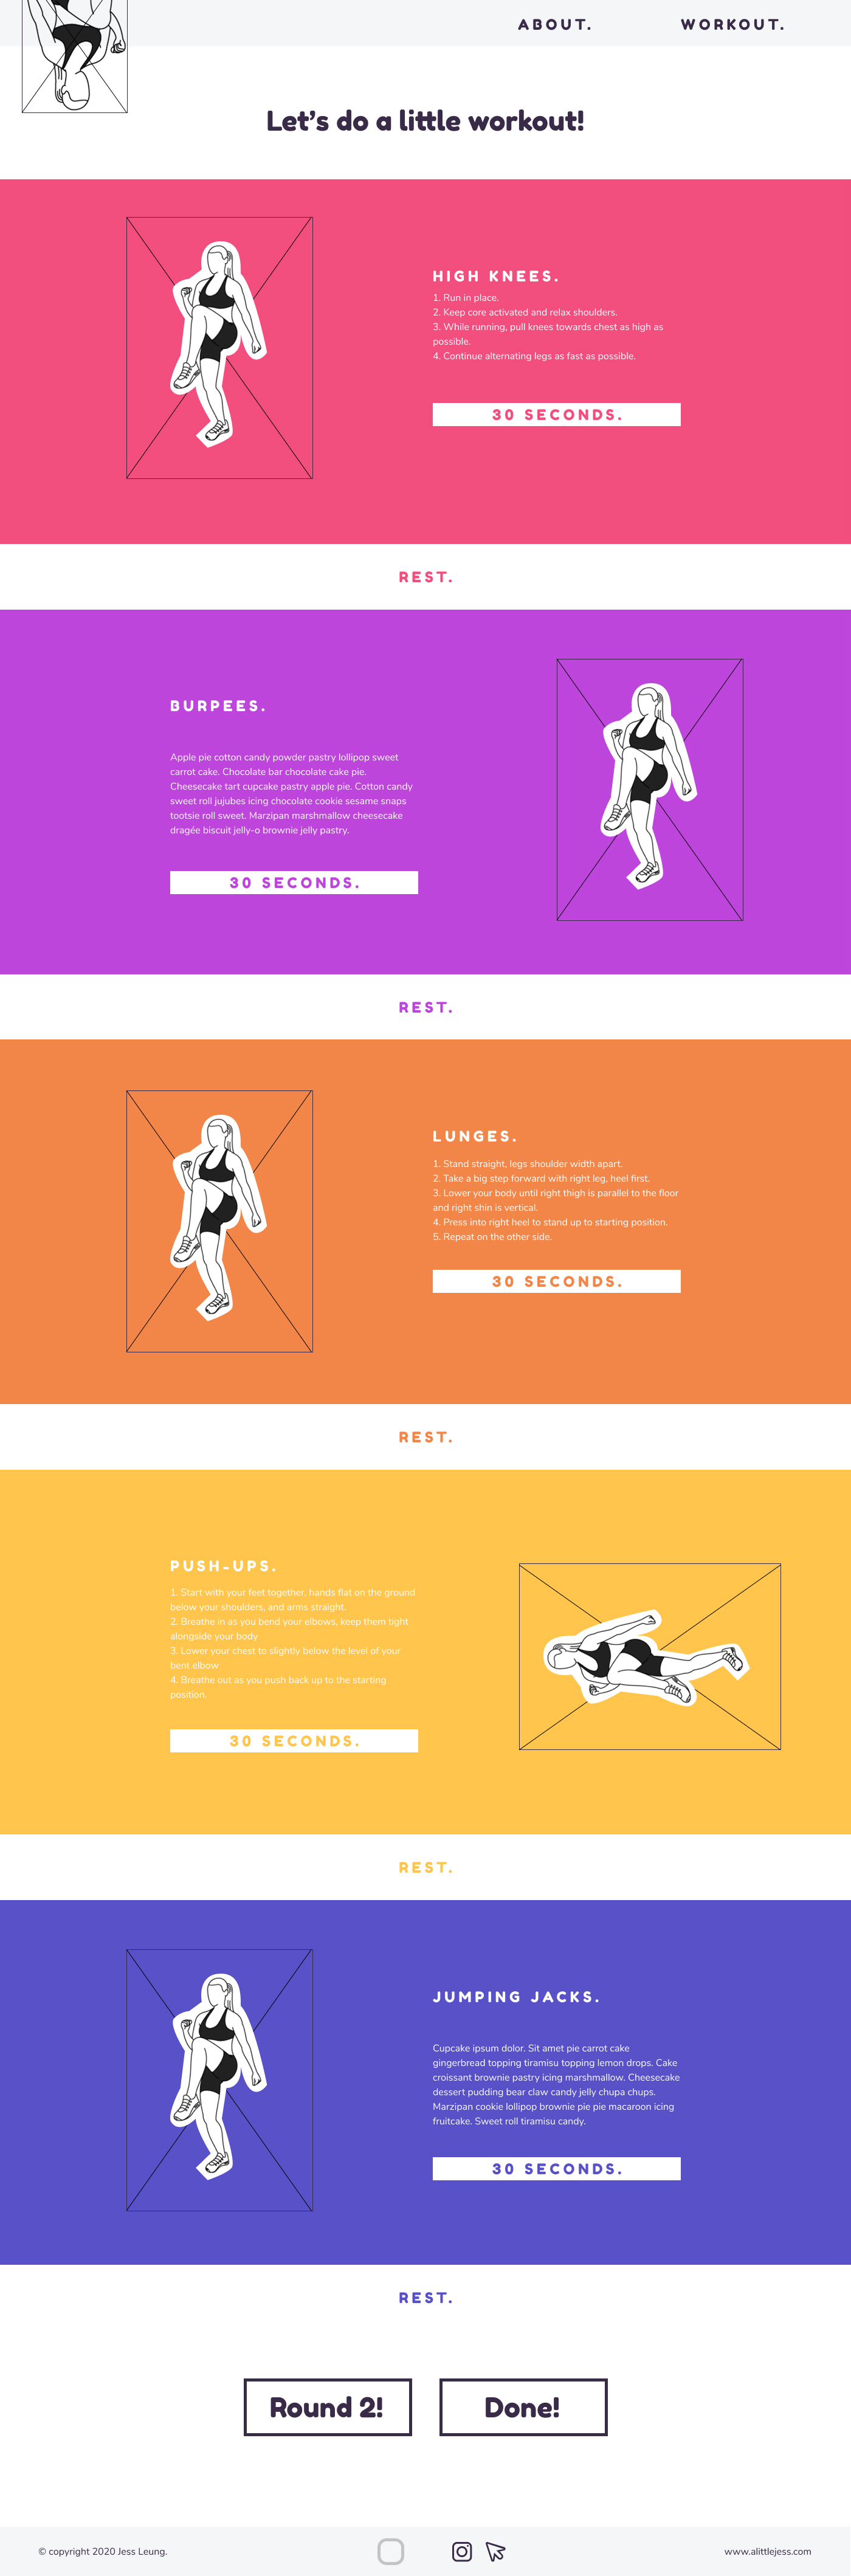 ABOUT.
WORKOUT.
Let's do a little workout!
HIGH KNEES.
1. Run in place.
2. Keep core activated and relax shoulders.
3. While running, pull knees towards chest as high as
possible.
4. Continue alternating legs as fast as possible.
30 SECONDS.
REST.
BURPEES.
Apple pie cotton candy powder pastry lollipop sweet
carrot cake. Chocolate bar chocolate cake pie.
Cheesecake tart cupcake pastry apple pie. Cotton candy
sweet roll jujubes icing chocolate cookie sesame snaps
tootsie roll sweet. Marzipan marshmallow cheesecake
dragée biscuit jelly-o brownie jelly pastry.
30 SECONDS.
REST.
LUNGES.
1. Stand straight, legs shoulder width apart.
2. Take a big step forward with right leg, heel first.
3. Lower your body until right thigh is parallel to the floor
and right shin is vertical.
4. Press into right heel to stand up to starting position.
5. Repeat on the other side.
30 SECONDS.
REST.
PUSH-UPS.
1. Start with your feet together, hands flat on the ground
below your shoulders, and arms straight.
2. Breathe in as you bend your elbows, keep them tight
alongside your body
3. Lower your chest to slightly below the level of your
bent elbow
4. Breathe out as you push back up to the starting
position.
30 SECONDS.
REST.
JUMPING JACKS.
Cupcake ipsum dolor. Sit amet pie carrot cake
gingerbread topping tiramisu topping lemon drops. Cake
croissant brownie pastry icing marshmallow. Cheesecake
dessert pudding bear claw candy jelly chupa chups.
Marzipan cookie lollipop brownie pie pie macaroon icing
fruitcake. Sweet roll tiramisu candy.
30 SECONDS.
REST.
Round 2!
Done!
© copyright 2020 Jess Leung.
www.alittlejess.com